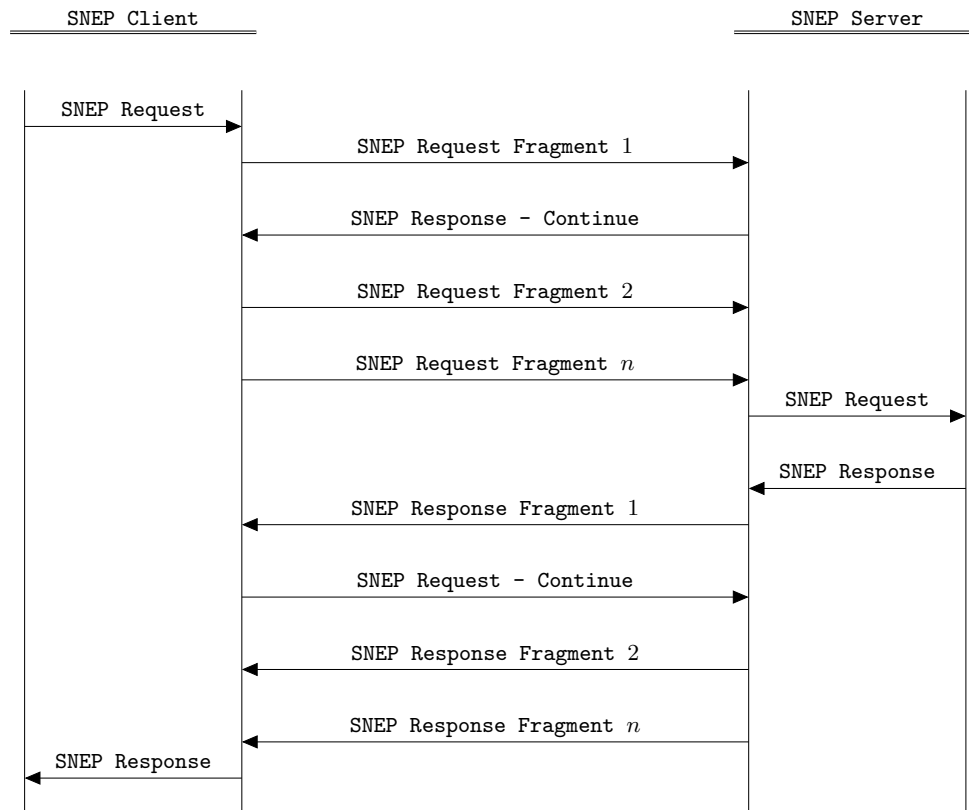 SNEP Client
SNEP Server
SNEP Request
SNEP Request Fragment 1
SNEP Response - Continue
SNEP Request Fragment 2
SNEP Request Fragment n
SNEP Request
SNEP Response
SNEP Response Fragment 1
SNEP Request - Continue
SNEP Response Fragment 2
SNEP Response Fragment n
SNEP Response